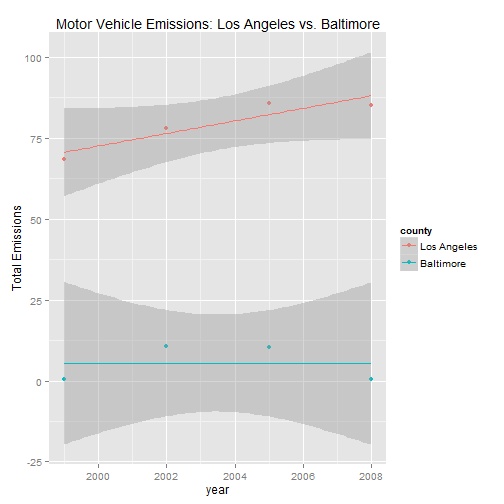 Motor Vehicle Emissions: Los Angeles vs. Baltimore
Total Emissions
100
75
50
25
0
-25
2000
2002
2004
2006
2008
year
county
Los Angeles
Baltimore